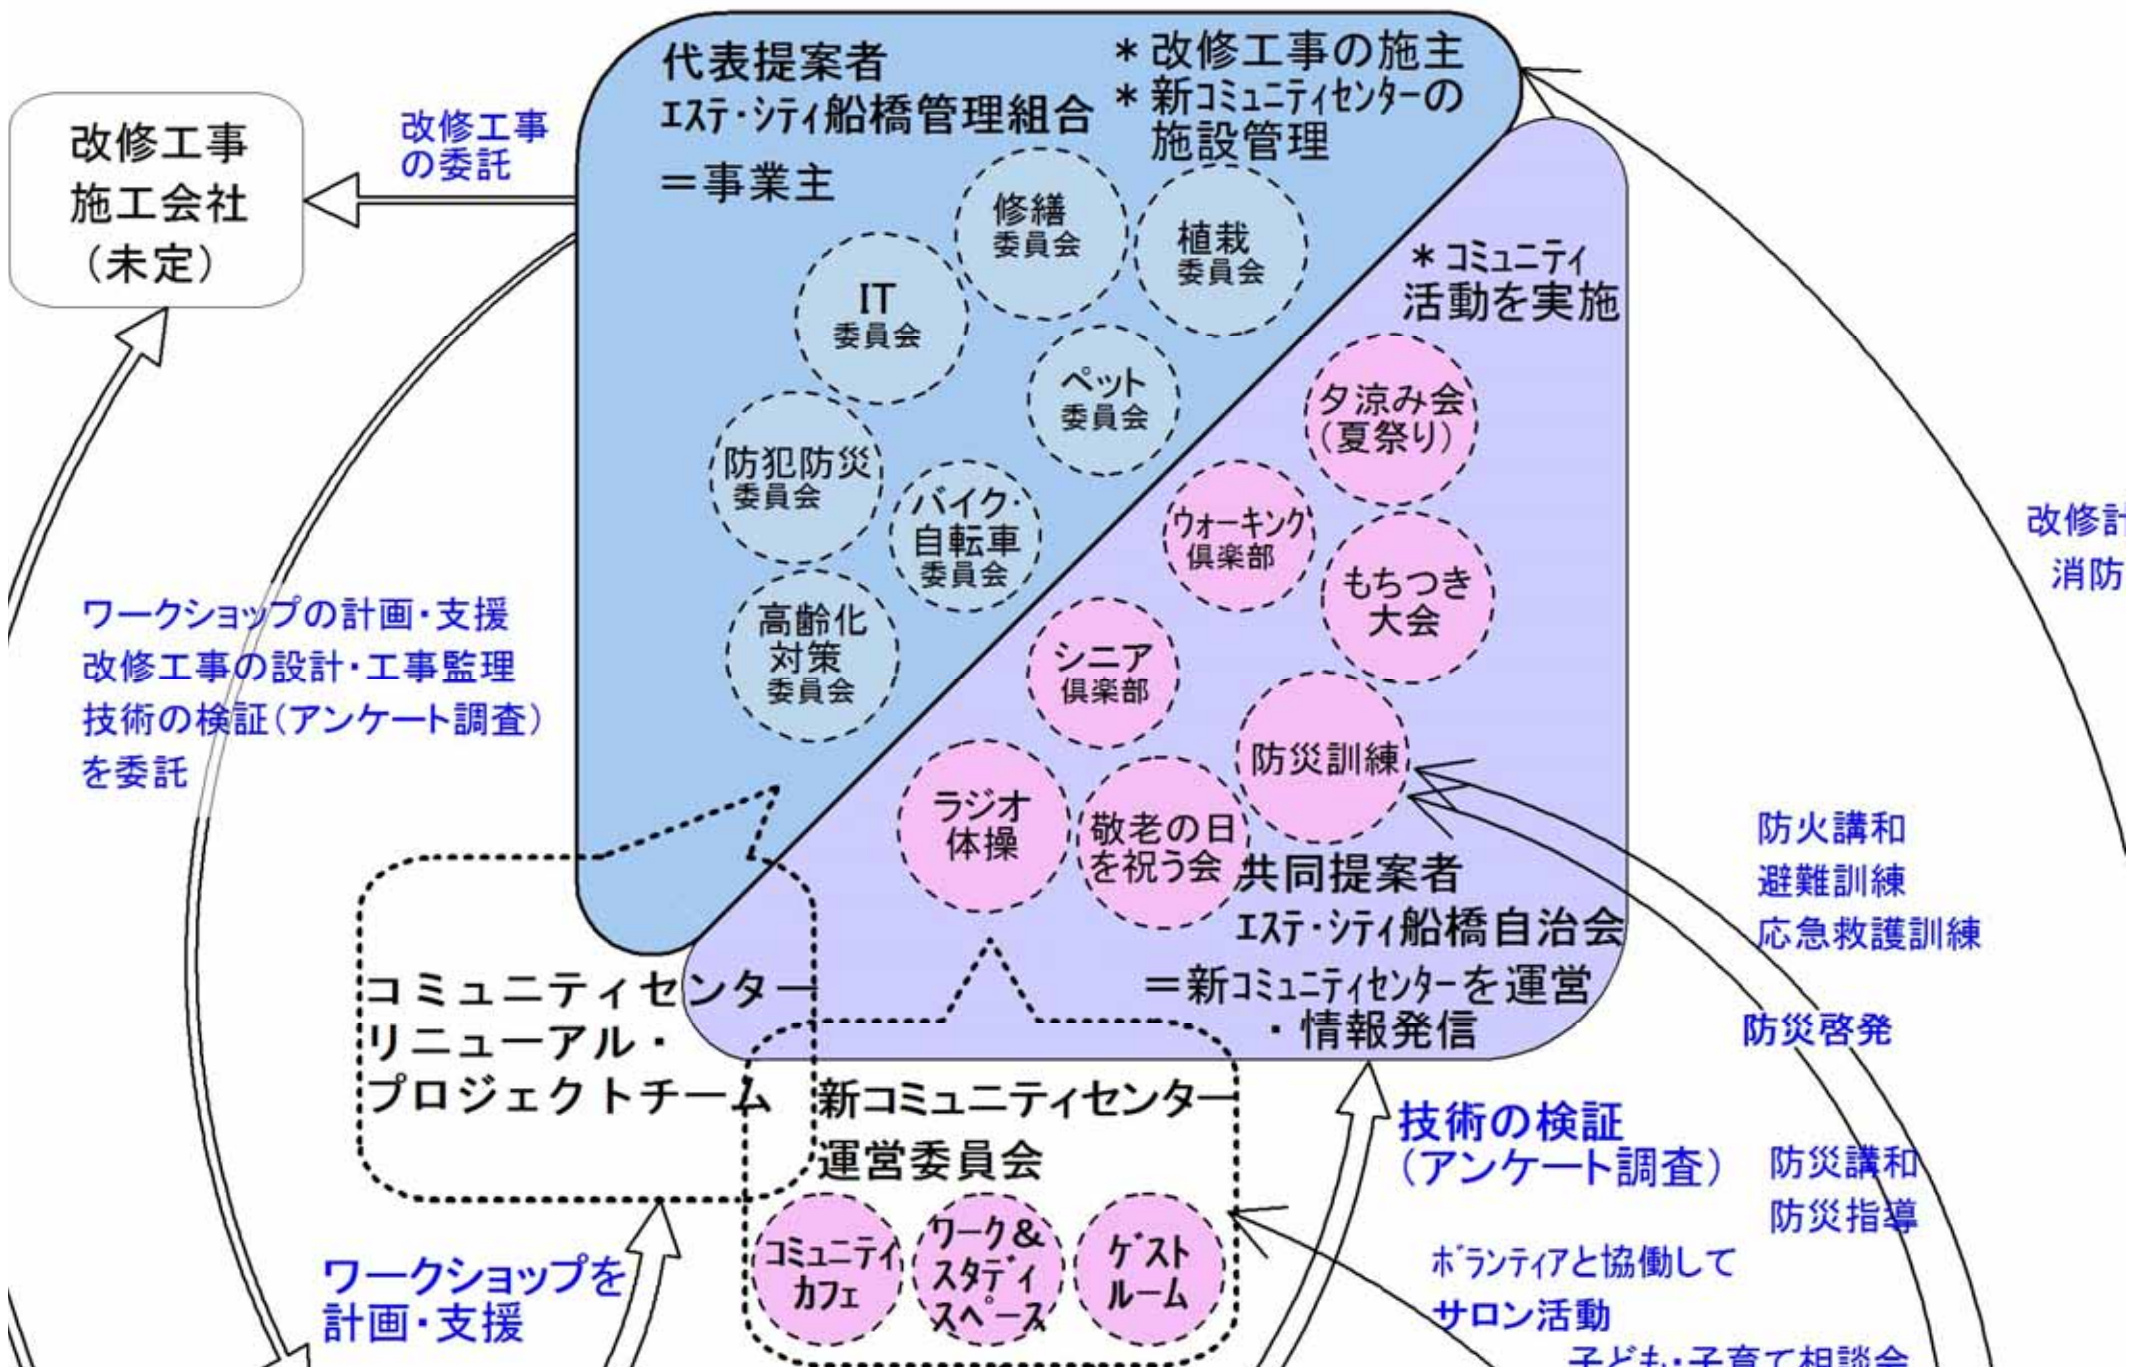 代表提案者
エステ・シティ船橋管理組合
＝事業主
＊改修工事の施主
＊新コミュニティセンターの
施設管理
改修工事
施工会社
（未定）
改修工事
の委託
修繕
委員会
植栽
委員会
IT
委員会
ペット
委員会
防犯防災
委員会
バイク・
自転車
委員会
高齢化
対策
委員会
＊コミュニティ
活動を実施
夕涼み会
（夏祭り）
ウォーキング
倶楽部
もちつき
大会
シニア
倶楽部
防災訓練
ラジオ
体操
敬老の日
を祝う会
共同提案者
エステ・シティ船橋自治会
＝新コミュニティセンターを運営
・情報発信
ワークショップの計画・支援
改修工事の設計・工事監理
技術の検証（アンケート調査）
を委託
改修計
消防
防火講和
避難訓練
応急救護訓練
防災啓発
コミュニティセンター
リニューアル・
プロジェクトチーム
新コミュニティセンター
運営委員会
コミュニティ
カフェ
ワーク＆
スタディ
スペース
ゲスト
ルーム
技術の検証
（アンケート調査）
防災講和
防災指導
ワークショップを
計画・支援
ボランティアと協働して
サロン活動
子ども・子育て相談会